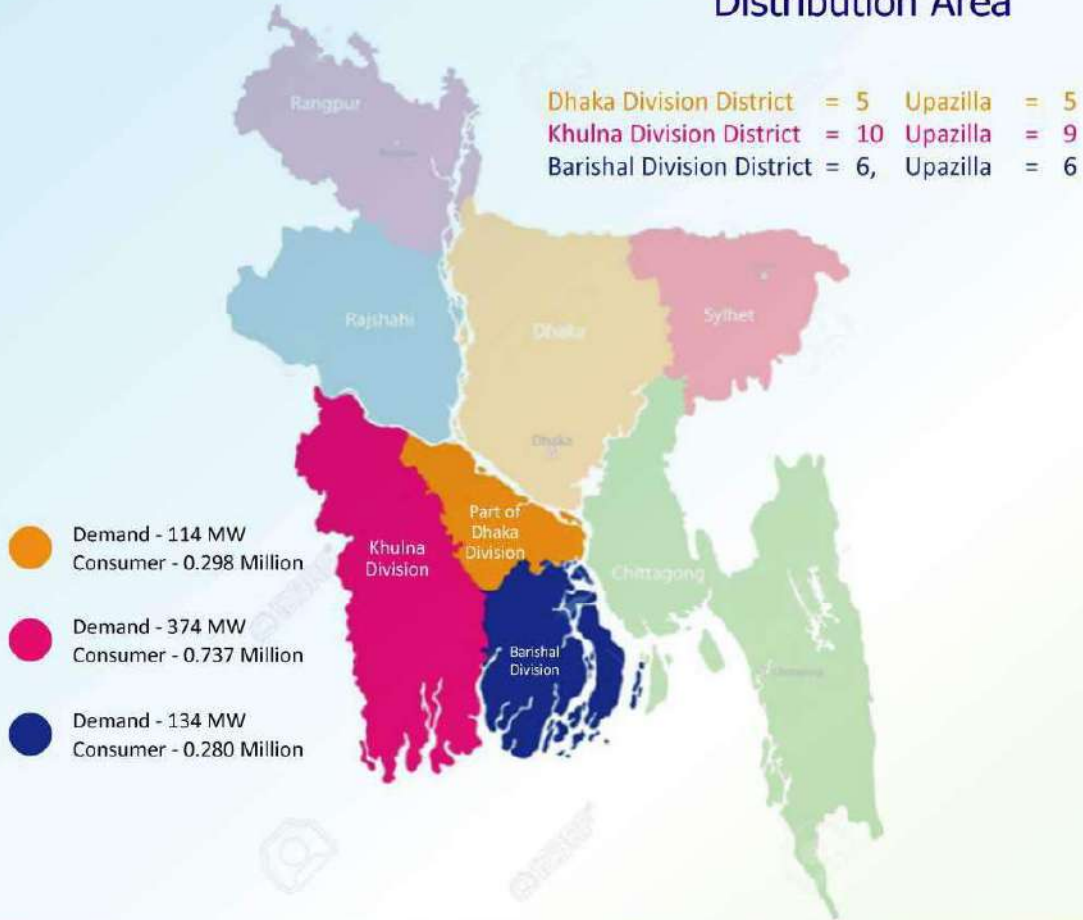 Distribution Area
Dhaka Division District = 5 Upazilla = 5
Khulna Division District = 10 Upazilla = 9
Barishal Division District = 6, Upazilla = 6
Rangpur
Rajshahi
Dhaka
Sylhet
Dhaka
Part of
Dhaka
Division
Khulna
Division
Chittagong
Barishal
Division
Demand - 114 MW
Consumer - 0.298 Million
Demand - 374 MW
Consumer - 0.737 Million
Demand - 134 MW
Consumer - 0.280 Million